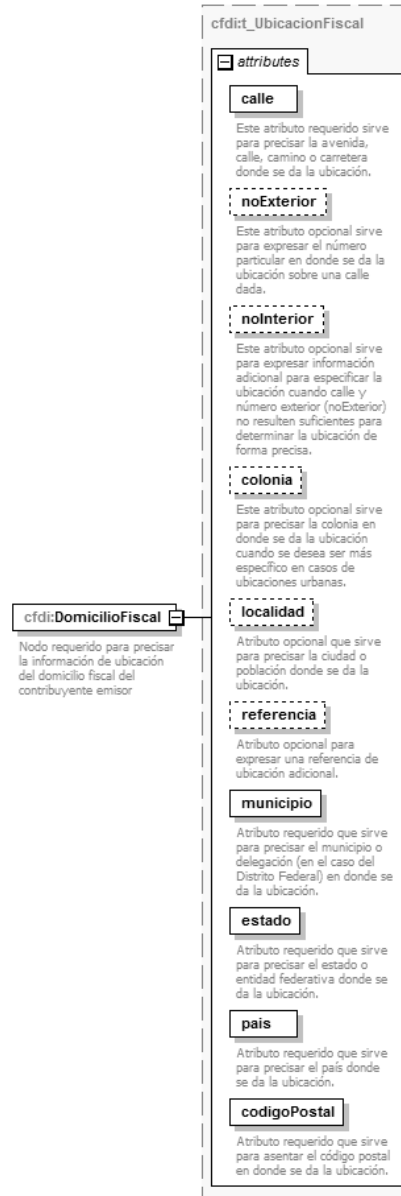 cfdi:t_UbicacionFiscal
attributes
calle
Este atributo requerido sirve
para precisar la avenida,
calle, camino o carretera
donde se da la ubicación.
noExterior
Este atributo opcional sirve
para expresar el número
particular en donde se da la
ubicación sobre una calle
dada.
noInterior
Este atributo opcional sirve
para expresar información
adicional para especificar la
ubicación cuando calle y
número exterior (noExterior)
no resulten suficientes para
determinar la ubicación de
forma precisa.
colonia
Este atributo opcional sirve
para precisar la colonia en
donde se da la ubicación
cuando se desea ser más
específico en casos de
ubicaciones urbanas.
cfdi:DomicilioFiscal
Nodo requerido para precisar
la información de ubicación
del domicilio fiscal del
contribuyente emisor
localidad
Atributo opcional que sirve
para precisar la ciudad o
población donde se da la
ubicación.
referencia
Atributo opcional para
expresar una referencia de
ubicación adicional.
municipio
Atributo requerido que sirve
para precisar el municipio o
delegación (en el caso del
Distrito Federal) en donde se
da la ubicación.
estado
Atributo requerido que sirve
para precisar el estado o
entidad federativa donde se
da la ubicación.
pais
Atributo requerido que sirve
para precisar el país donde
se da la ubicación.
codigoPostal
Atributo requerido que sirve
para asentar el código postal
en donde se da la ubicación.